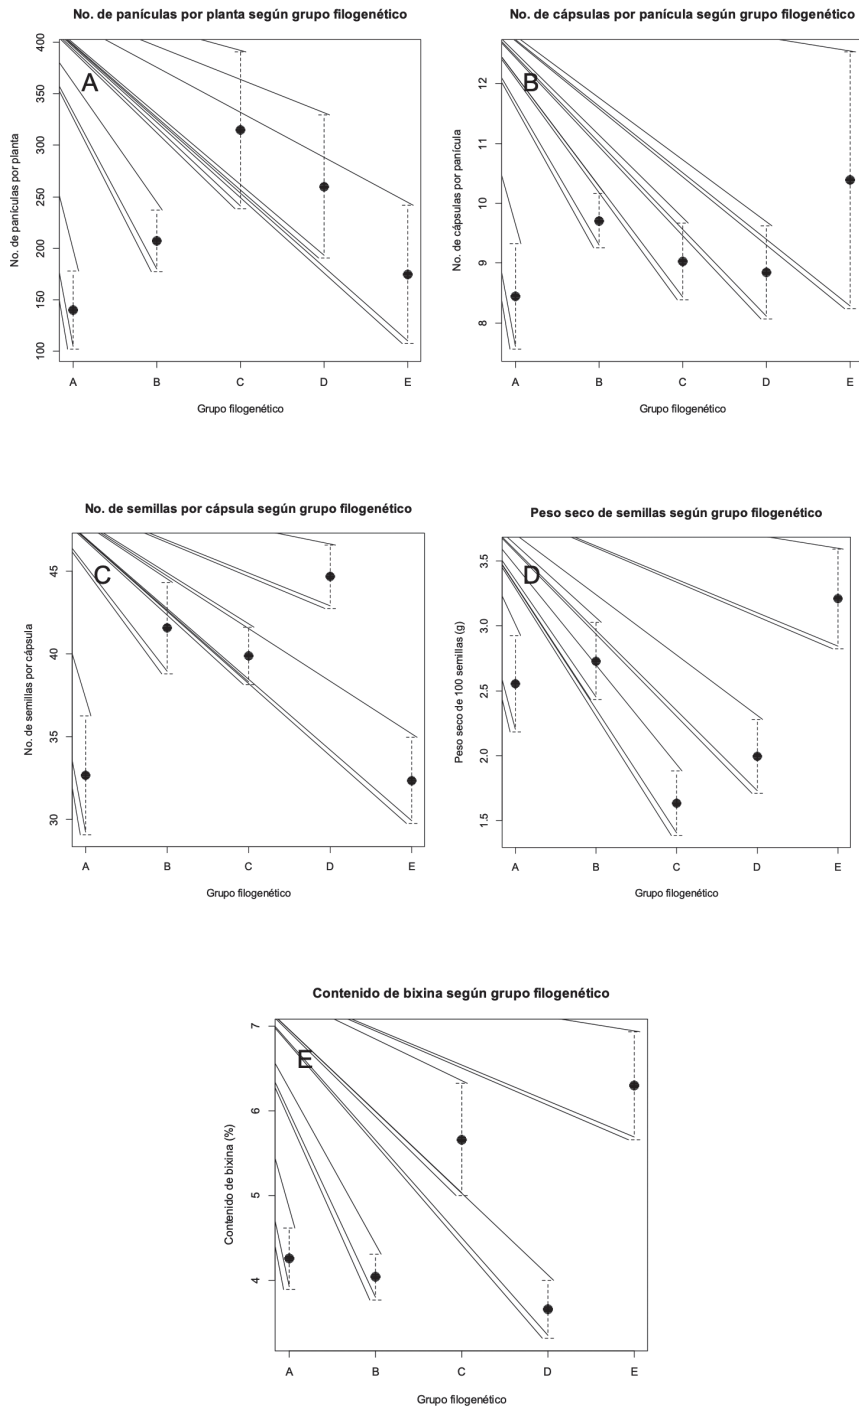 No. de panículas por planta según grupo filogenético
A
No. de panículas por planta
400
350
300
250
200
150
100
A B C D E
Grupo filogenético
No. de cápsulas por panícula según grupo filogenético
B
No. de cápsulas por panícula
12
11
10
9
8
A B C D E
Grupo filogenético
No. de semillas por cápsula según grupo filogenético
C
No. de semillas por cápsula
45
40
35
30
A B C D E
Grupo filogenético
Peso seco de semillas según grupo filogenético
D
Peso seco de 100 semillas (g)
3.5
3.0
2.5
2.0
1.5
A B C D E
Grupo filogenético
Contenido de bixina según grupo filogenético
E
Contenido de bixina (%)
7
6
5
4
A B C D E
Grupo filogenético